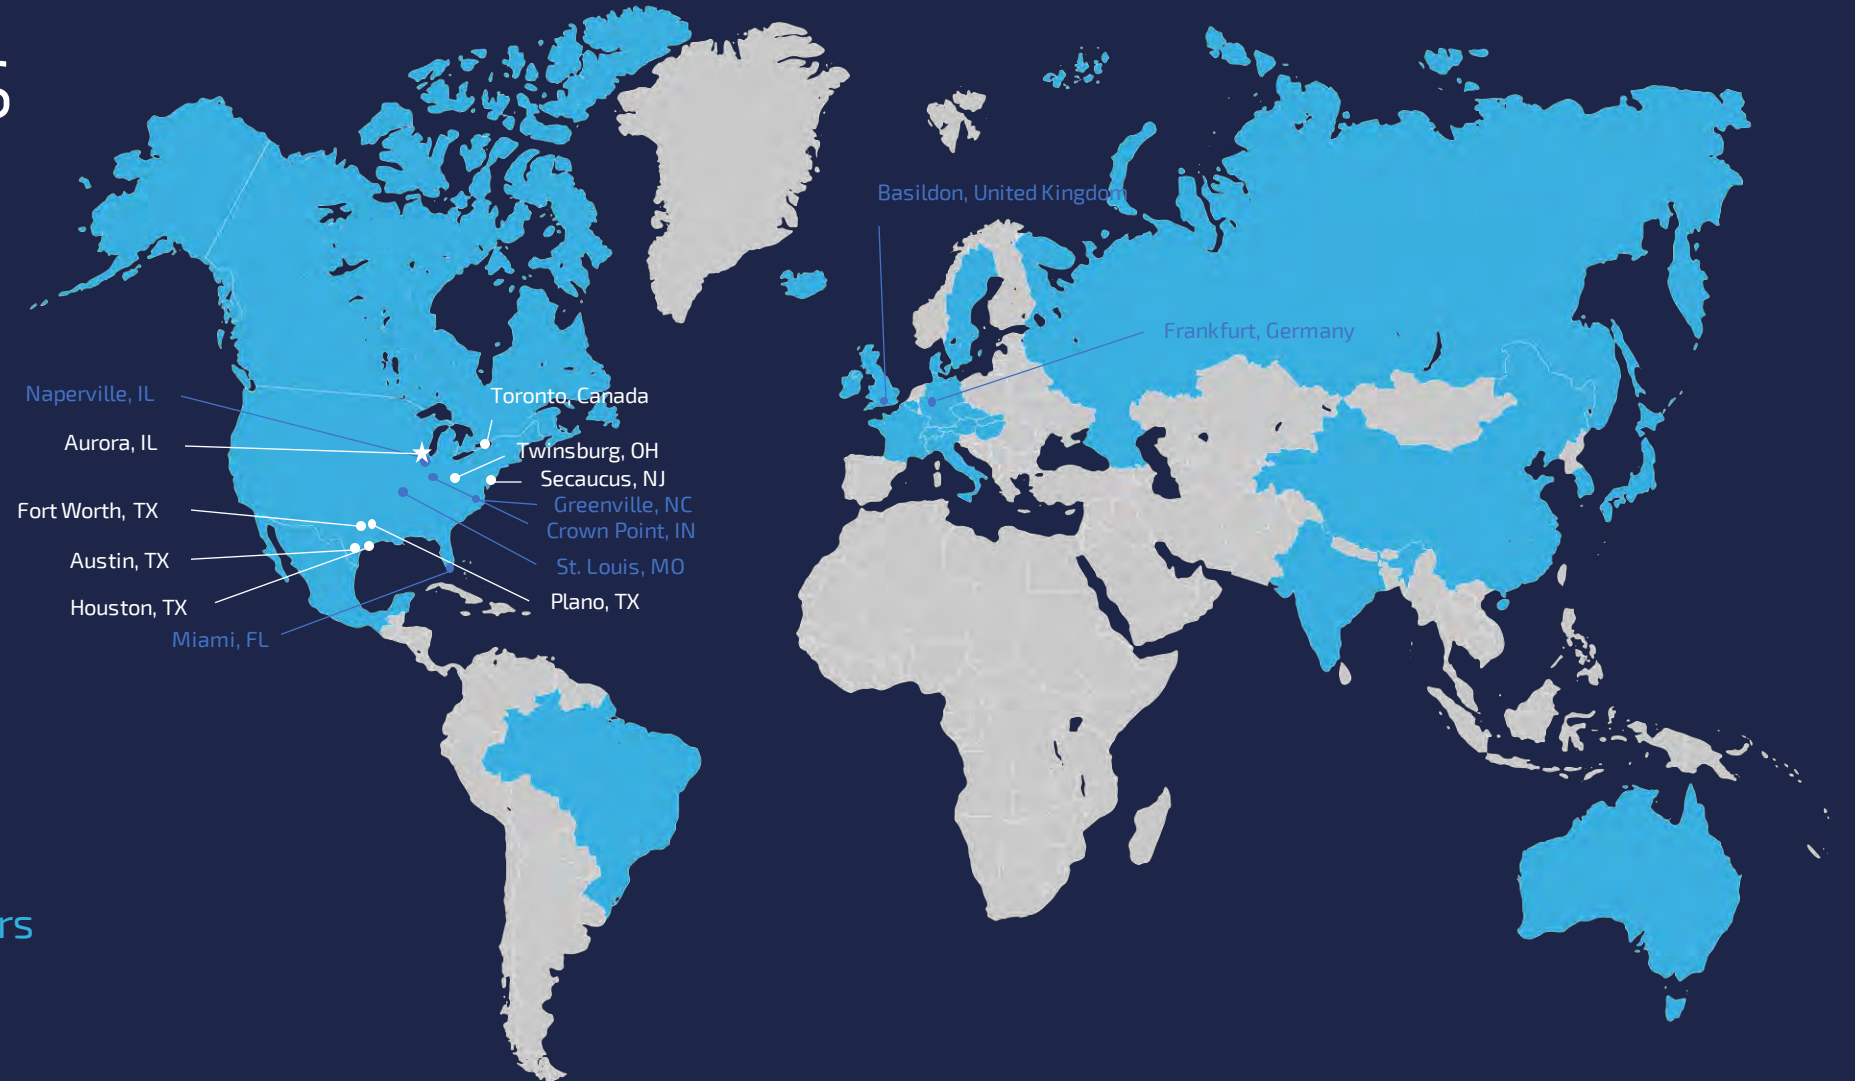 S
Basildon, United Kingdom
Frankfurt, Germany
Naperville, IL
Toronto, Canada
Aurora, IL
Twinsburg, OH
Secaucus, NJ
Greenville, NC
Fort Worth, TX
Crown Point, IN
Austin, TX
St. Louis, MO
Houston, TX
Plano, TX
Miami, FL
rs